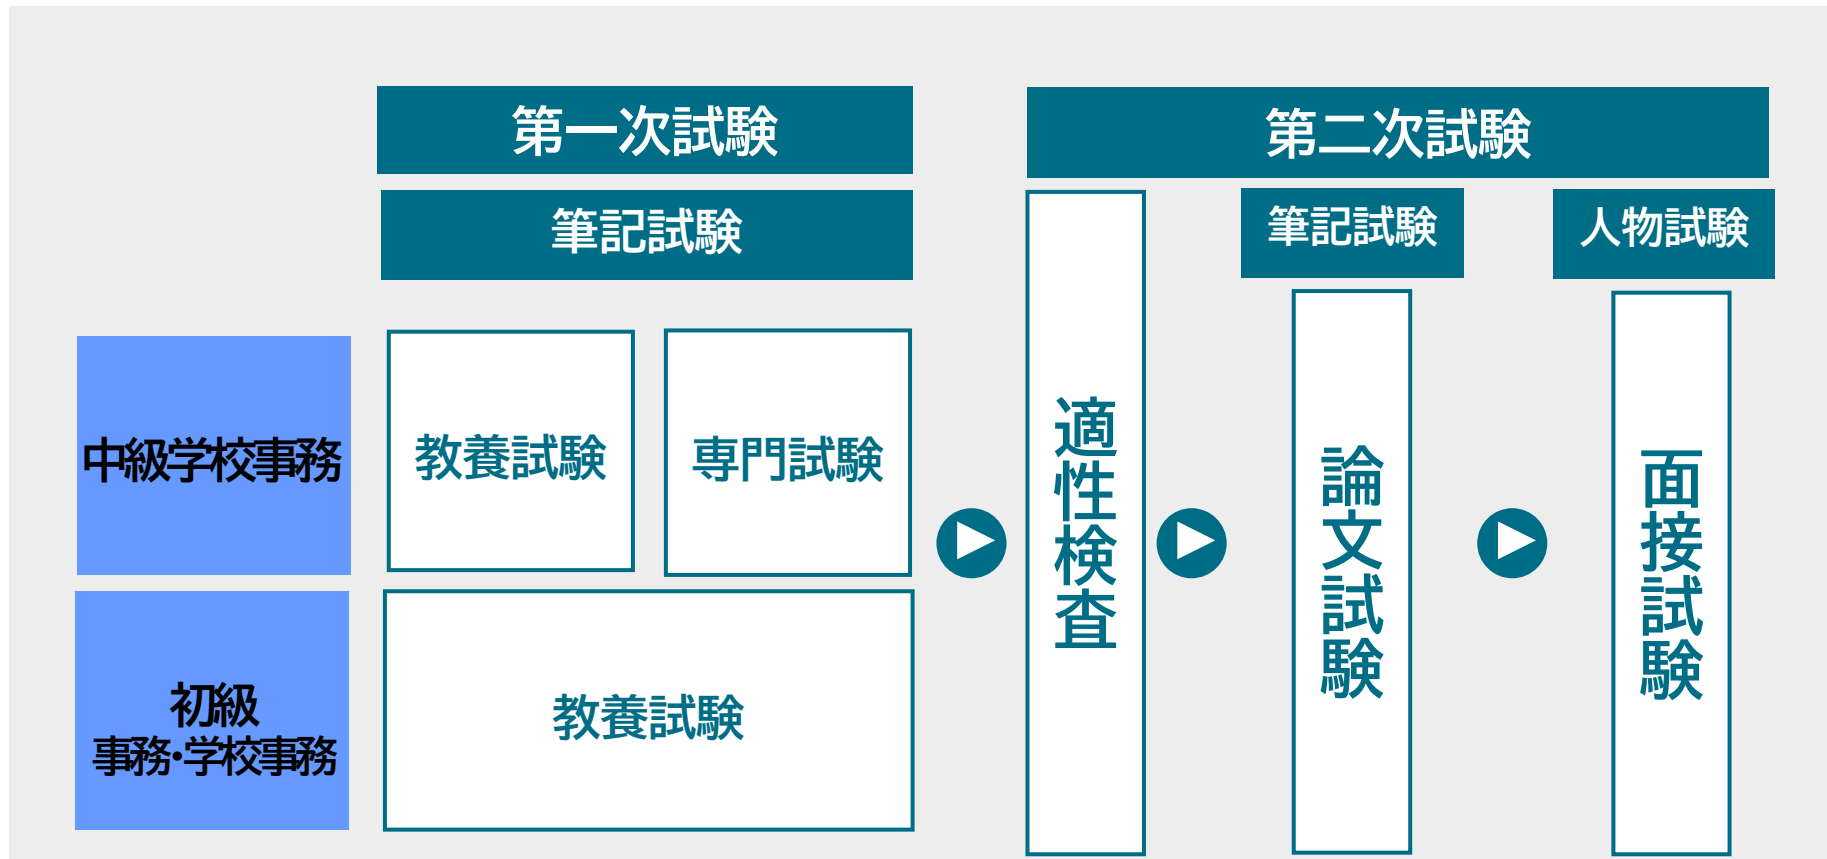 第一次試験
第二次試験
筆記試験
筆記試験
人物試験
中級学校事務
教養試験
専門試験
初級
事務・学校事務
教養試験
適性検査
論文試験
面接試験